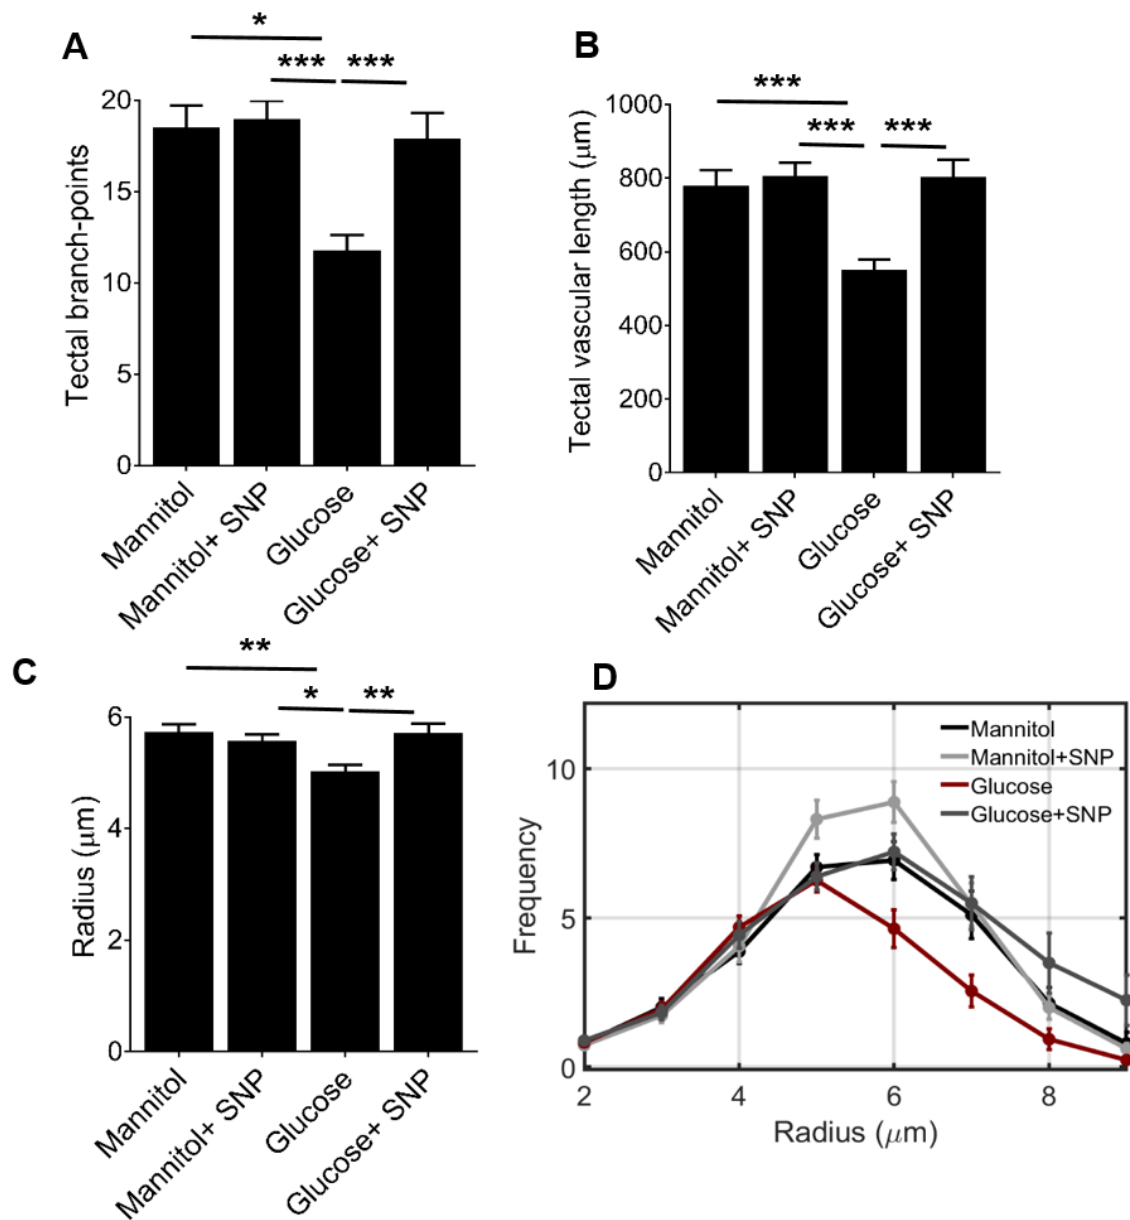 A
*
*** ***
Tectal branch-points
20
15
10
5
0
Mannitol
Mannitol+ SNP
Glucose
Glucose+ SNP
B
***
*** ***
Tectal vascular length (μm)
1000
800
600
400
200
0
Mannitol
Mannitol+ SNP
Glucose
Glucose+ SNP
C
**
* **
Radius (μm)
6
4
2
0
Mannitol
Mannitol+ SNP
Glucose
Glucose+ SNP
D
Mannitol
Mannitol+SNP
Glucose
Glucose+SNP
Frequency
10
5
0
2 4 6 8
Radius (μm)